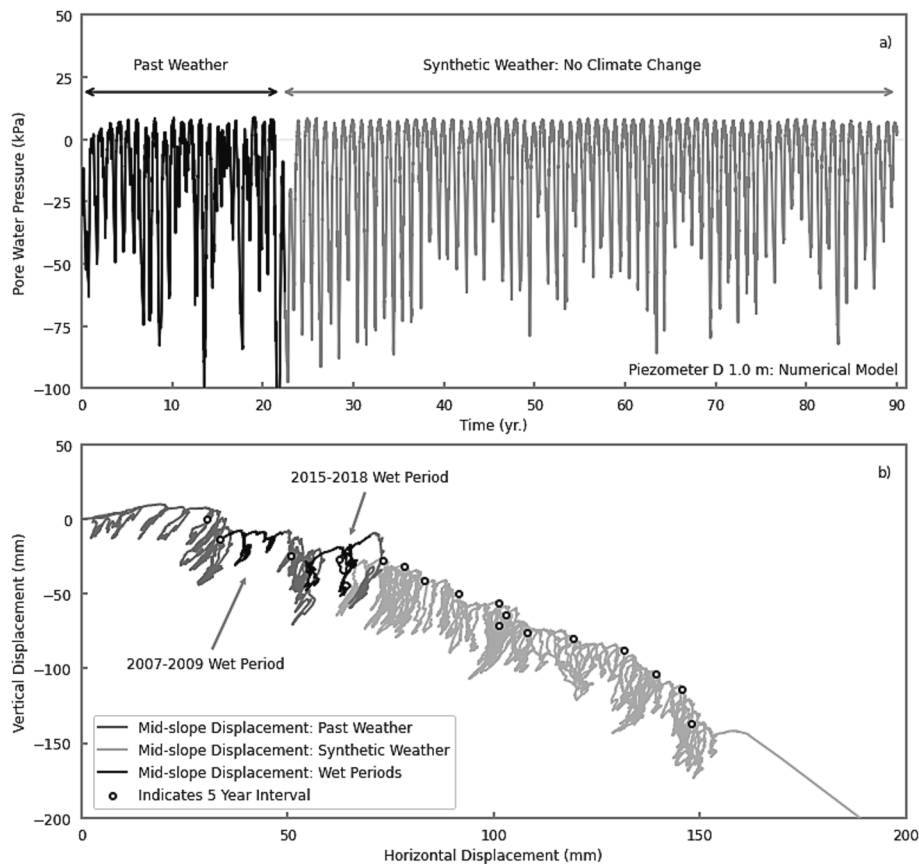 50
a)
Past Weather
Synthetic Weather: No Climate Change
25
0
−25
−50
−75
−100
Pore Water Pressure (kPa)
Piezometer D 1.0 m: Numerical Model
0 10 20 30 40 50 60 70 80 90
Time (yr.)
50
b)
2015-2018 Wet Period
0
−50
2007-2009 Wet Period
−100
−150
−200
Vertical Displacement (mm)
Mid-slope Displacement: Past Weather
Mid-slope Displacement: Synthetic Weather
Mid-slope Displacement: Wet Periods
Indicates 5 Year Interval
0 50 100 150 200
Horizontal Displacement (mm)